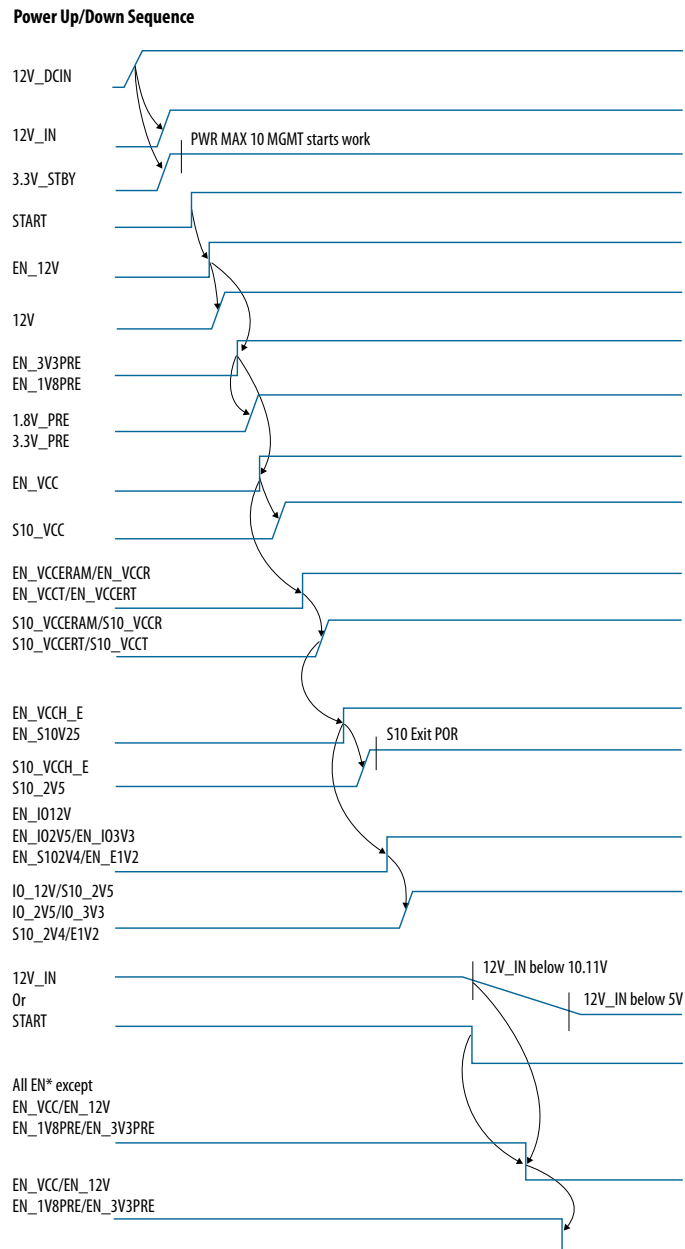 Power Up/Down Sequence
12V_DCIN
12V_IN
PWR MAX 10 MGMT starts work
3.3V_STBY
START
EN_12V
12V
EN_3V3PRE
EN_1V8PRE
1.8V_PRE
3.3V_PRE
EN_VCC
S10_VCC
EN_VCCERAM/EN_VCCR
EN_VCCT/EN_VCCERT
S10_VCCERAM/S10_VCCR
S10_VCCERT/S10_VCCT
EN_VCCH_E
EN_S10V25
S10 Exit POR
S10_VCCH_E
S10_2V5
EN_IO12V
EN_IO2V5/EN_IO3V3
EN_S102V4/EN_E1V2
IO_12V/S10_2V5
IO_2V5/IO_3V3
S10_2V4/E1V2
12V_IN below 10.11V
12V_IN
Or
START
12V_IN below 5V
All EN* except
EN_VCC/EN_12V
EN_1V8PRE/EN_3V3PRE
EN_VCC/EN_12V
EN_1V8PRE/EN_3V3PRE